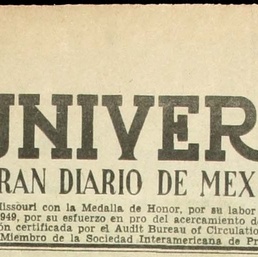 UNIVER
RAN DIARIO DE MEX
issouri con la Medalla de Honor, por su labor
949, por su esfuerzo en pro del acercamiento de
ón certificada por el Audit Bureau of Circulatio
Miembro de la Sociedad Interamericana de Pr